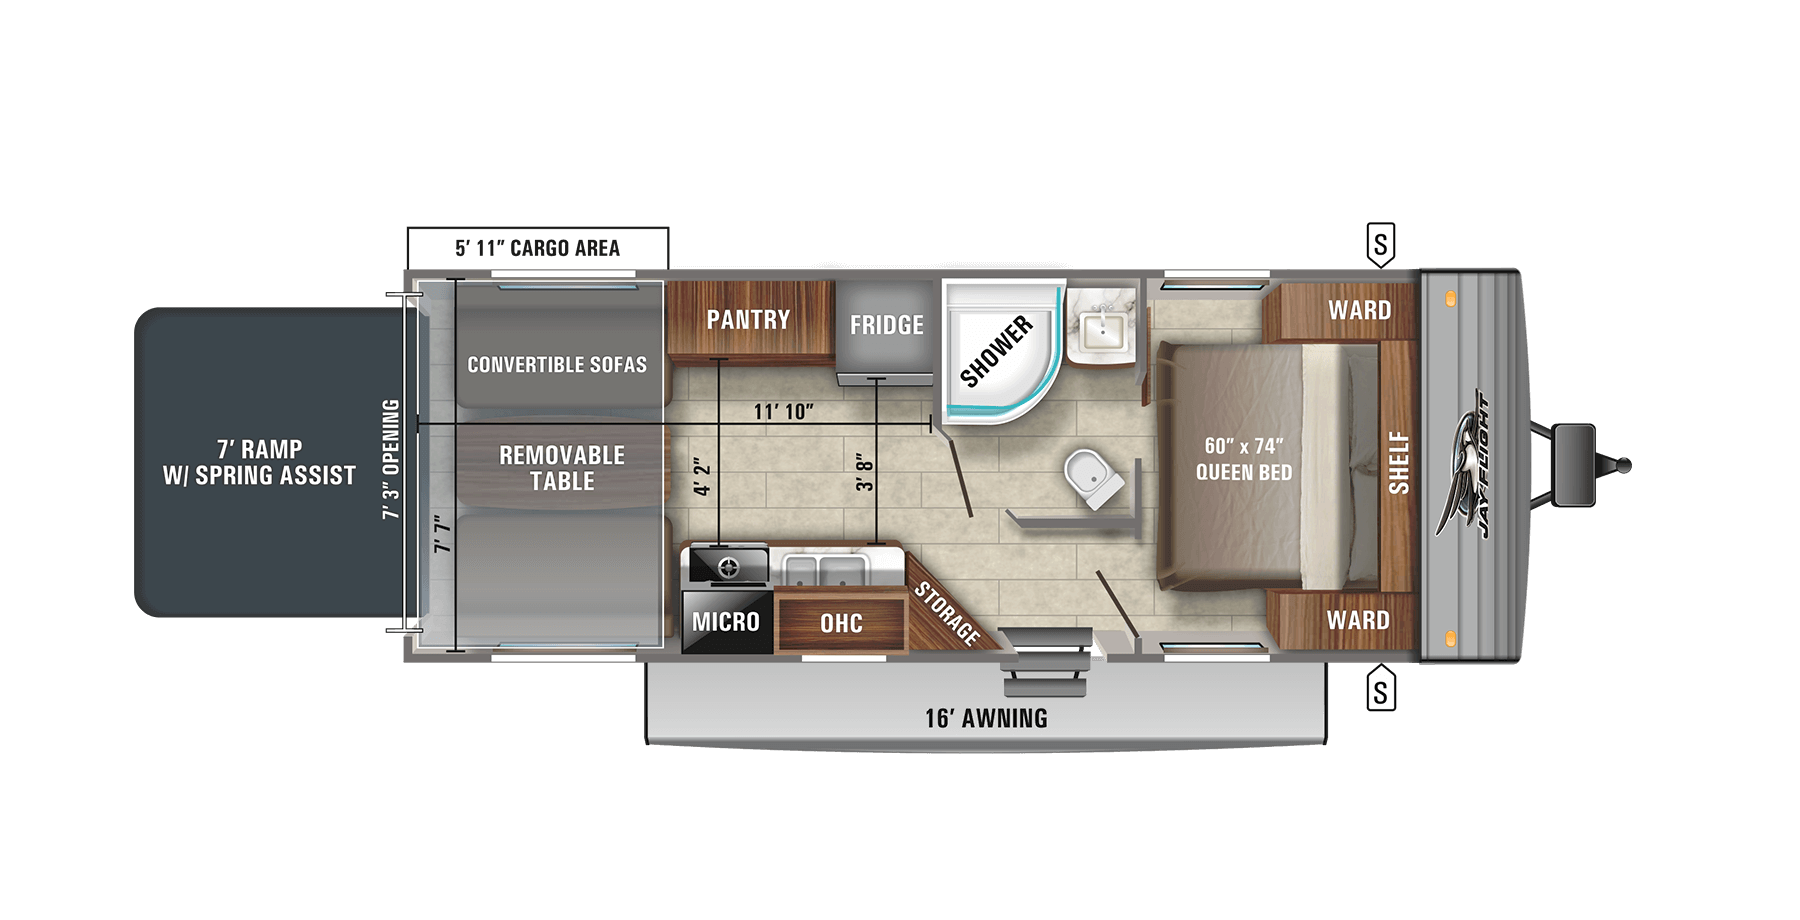 5' 11" CARGO AREA
S
PANTRY
FRIDGE
SHOWER
WARD
CONVERTIBLE SOFAS
11' 10"
7' RAMP
W/ SPRING ASSIST
7' 3" OPENING
7' 7"
REMOVABLE
TABLE
4' 2"
3' 8"
60" x 74"
QUEEN BED
SHELF
JAY FLIGHT
MICRO
OHC
STORAGE
WARD
S
16' AWNING